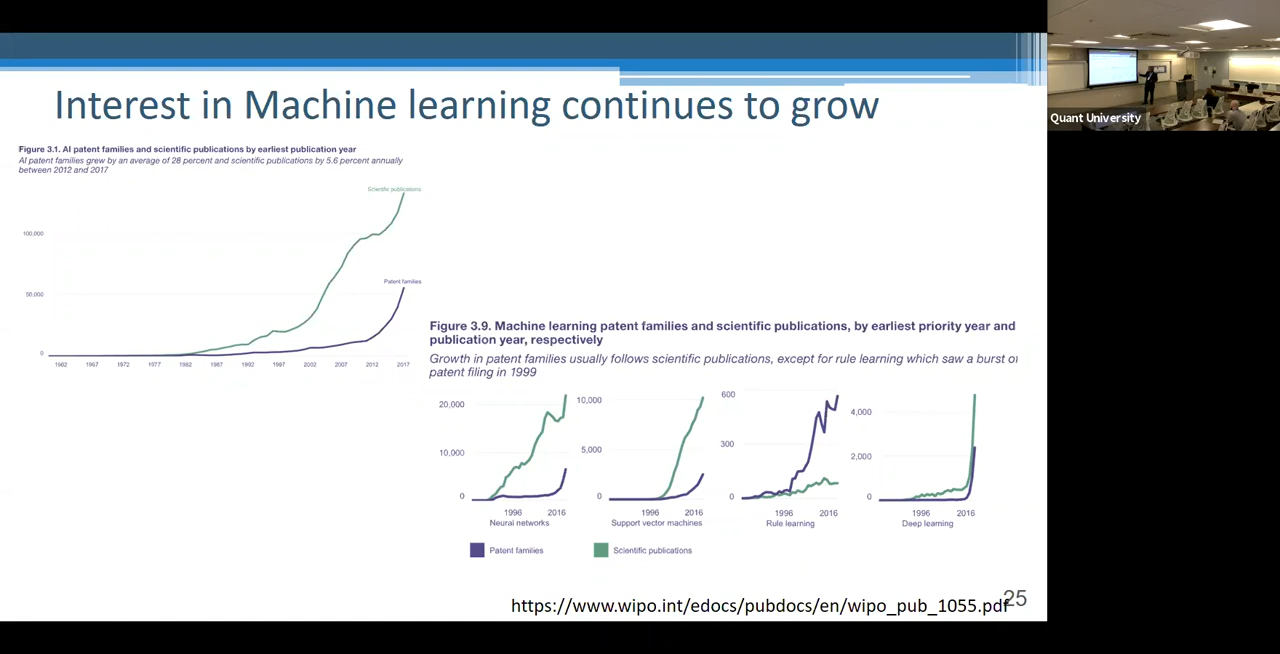 Interest in Machine learning continues to grow
Quant University
Figure 3.1. AI patent families and scientific publications by earliest publication year
AI patent families grew by an average of 28 percent and scientific publications by 5.6 percent annually
between 2012 and 2017
Scientific publications
100,000
Patent families
50,000
0
1962 1967 1972 1977 1982 1987 1992 1997 2002 2007 2012 2017
Figure 3.9. Machine learning patent families and scientific publications, by earliest priority year and
publication year, respectively
Growth in patent families usually follows scientific publications, except for rule learning which saw a burst of
patent filing in 1999
20,000
10,000
0
1996 2016
Neural networks
10,000
5,000
0
1996 2016
Support vector machines
600
300
0
1996 2016
Rule learning
4,000
2,000
0
1996 2016
Deep learning
Patent families
Scientific publications
https://www.wipo.int/edocs/pubdocs/en/wipo_pub_1055.pdf
25